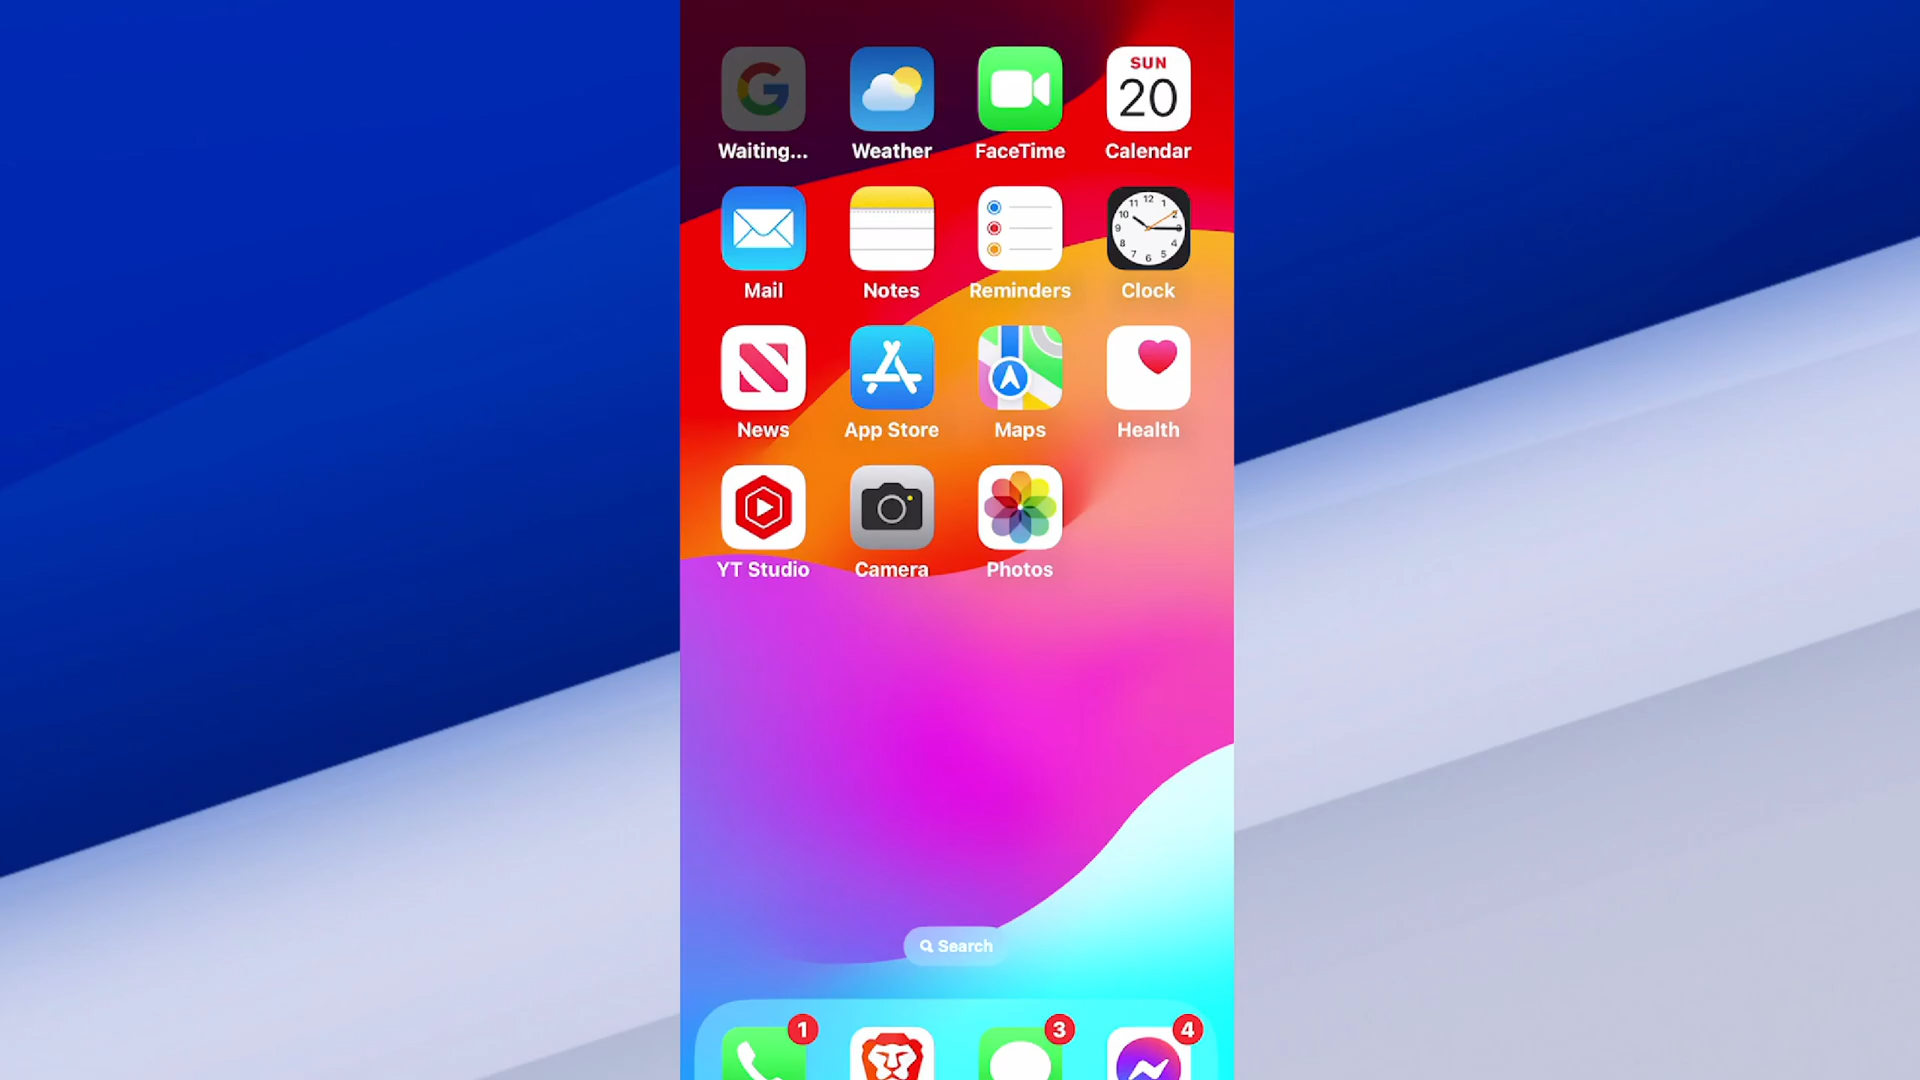 SUN
20
Waiting...
Weather
FaceTime
Calendar
Mail
Notes
Reminders
Clock
News
App Store
Maps
Health
YT Studio
Camera
Photos
Search
1
3
4